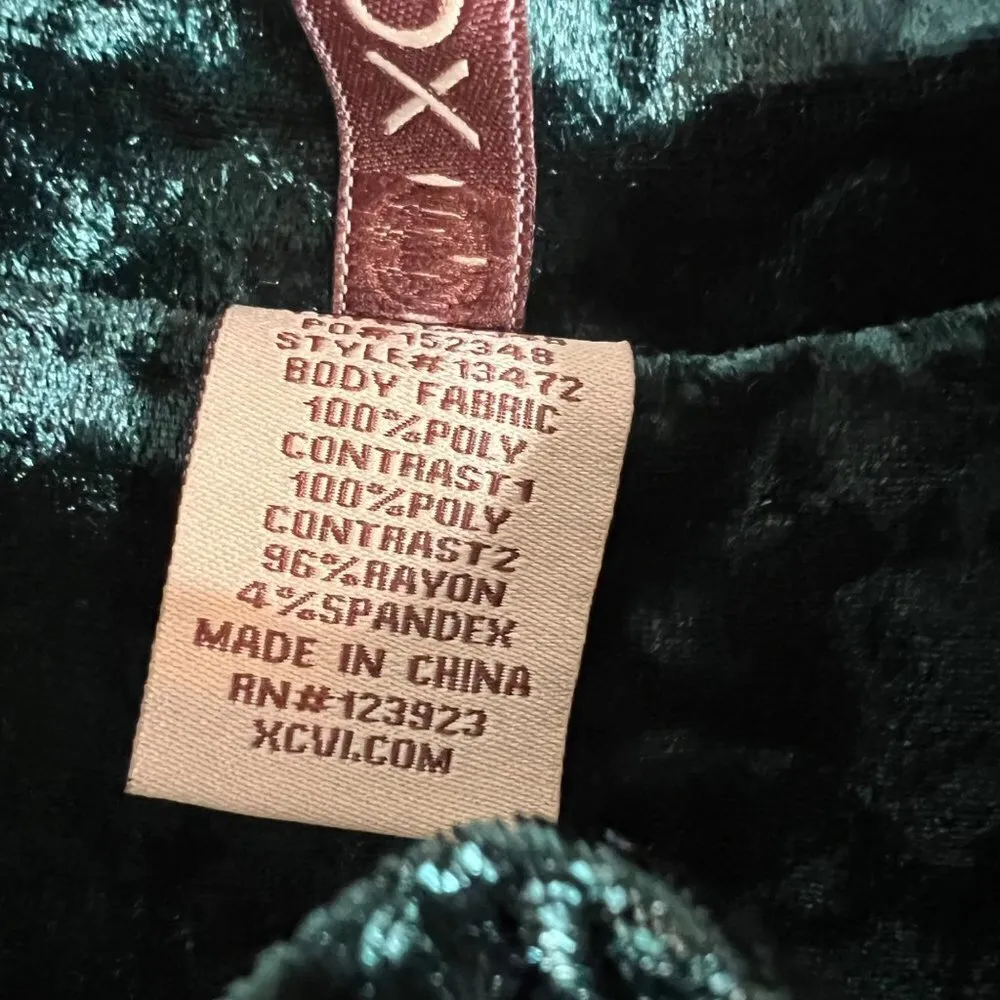 XC
PO#152348
STYLE#13472
BODY FABRIC
100%POLY
CONTRAST1
100%POLY
CONTRAST2
96%RAYON
4%SPANDEX
MADE IN CHINA
RN#123923
XCVI.COM